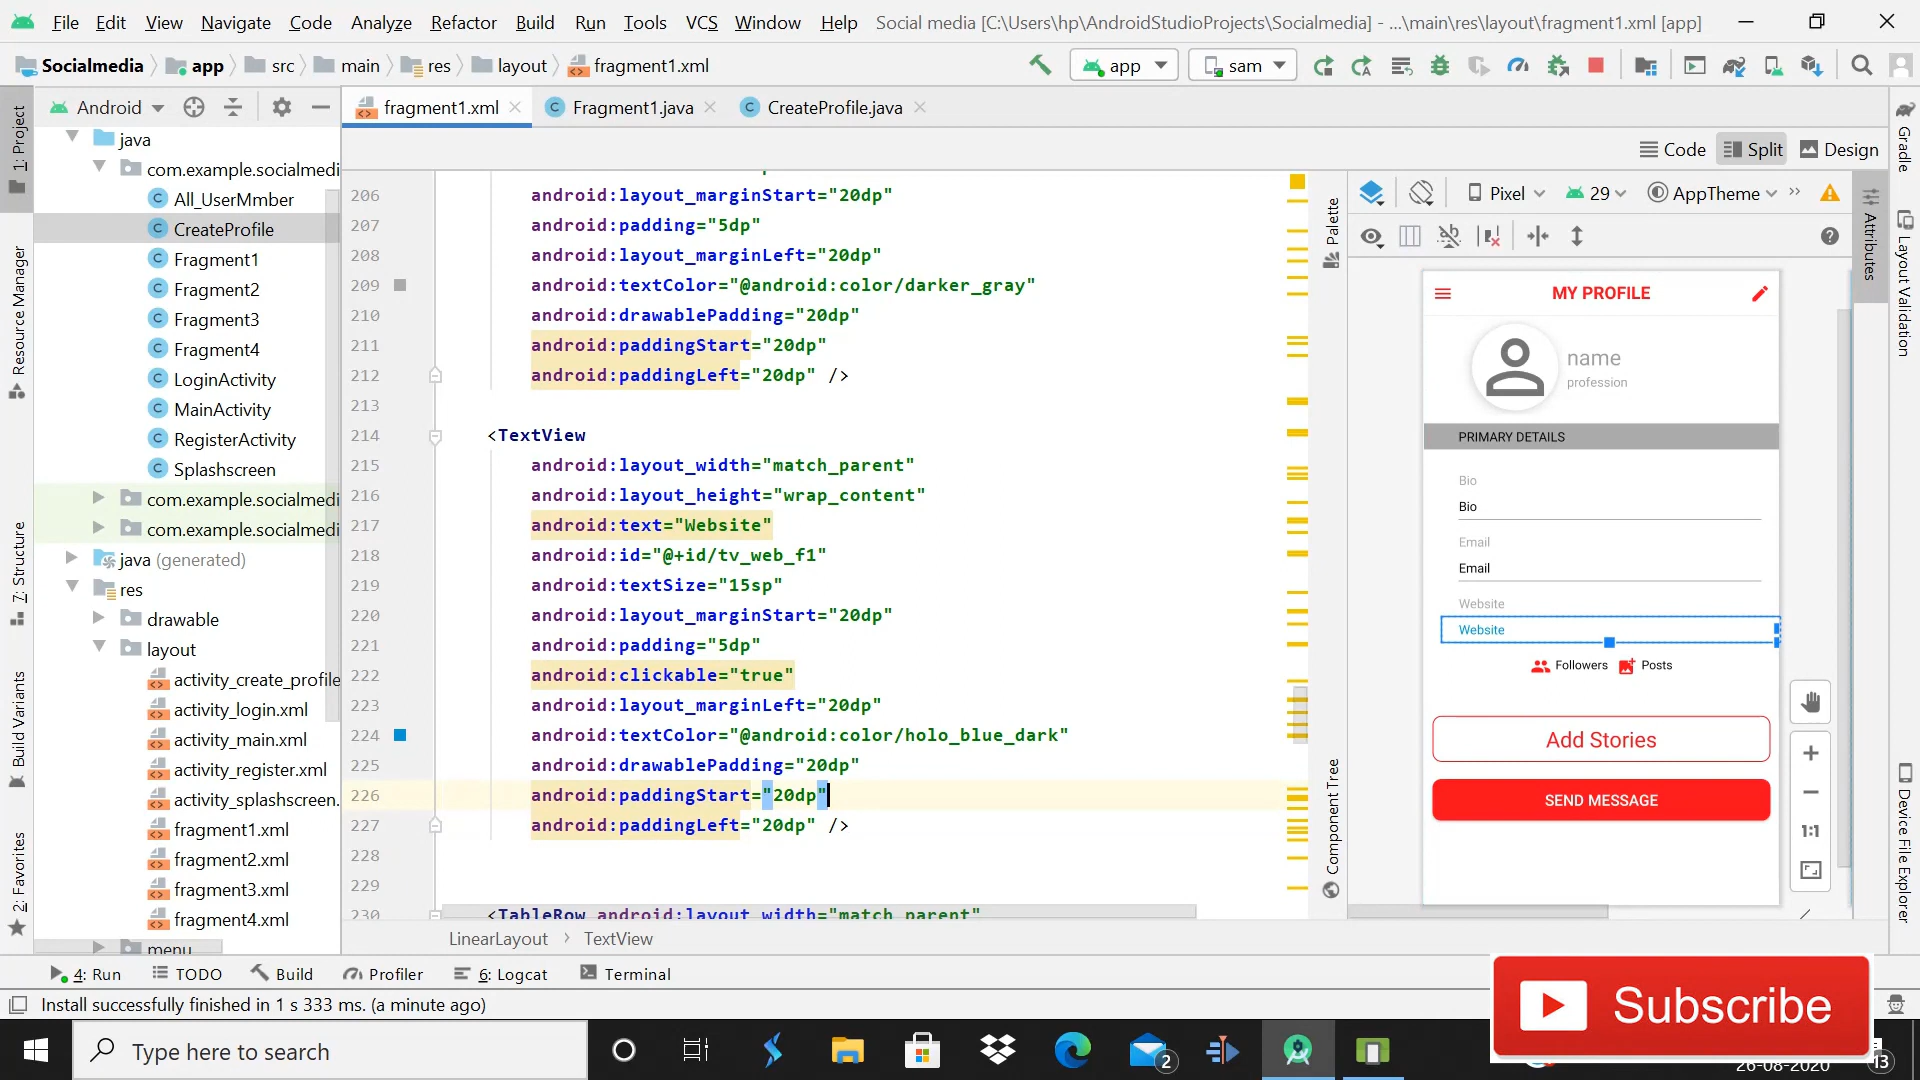 File Edit View Navigate Code Analyze Refactor Build Run Tools VCS Window Help Social media [C:\Users\hp\AndroidStudioProjects\Socialmedia] - ...\main\res\layout\fragment1.xml [app]
Socialmedia app src main res layout fragment1.xml app sam
Android fragment1.xml Fragment1.java CreateProfile.java
Code Split Design
1: Project
Resource Manager
7: Structure
Build Variants
2: Favorites
java
com.example.socialmedi
All_UserMmber
CreateProfile
Fragment1
Fragment2
Fragment3
Fragment4
LoginActivity
MainActivity
RegisterActivity
Splashscreen
com.example.socialmedi
com.example.socialmedi
java (generated)
res
drawable
layout
activity_create_profile
activity_login.xml
activity_main.xml
activity_register.xml
activity_splashscreen.
fragment1.xml
fragment2.xml
fragment3.xml
fragment4.xml
menu
206 android:layout_marginStart="20dp"
207 android:padding="5dp"
208 android:layout_marginLeft="20dp"
209 android:textColor="@android:color/darker_gray"
210 android:drawablePadding="20dp"
211 android:paddingStart="20dp"
212 android:paddingLeft="20dp" />
213
214 <TextView
215 android:layout_width="match_parent"
216 android:layout_height="wrap_content"
217 android:text="Website"
218 android:id="@+id/tv_web_f1"
219 android:textSize="15sp"
220 android:layout_marginStart="20dp"
221 android:padding="5dp"
222 android:clickable="true"
223 android:layout_marginLeft="20dp"
224 android:textColor="@android:color/holo_blue_dark"
225 android:drawablePadding="20dp"
226 android:paddingStart="20dp"
227 android:paddingLeft="20dp" />
228
229
230 <TableRow android:layout_width="match_parent"
LinearLayout > TextView
Palette
Component Tree
Pixel 29 AppTheme
MY PROFILE
name
profession
PRIMARY DETAILS
Bio
Bio
Email
Email
Website
Website
Followers Posts
Add Stories
SEND MESSAGE
1:1
Attributes
Gradle
Layout Validation
Device File Explorer
4: Run TODO Build Profiler 6: Logcat Terminal
Install successfully finished in 1 s 333 ms. (a minute ago)
Subscribe
Type here to search
2
26-08-2020
13